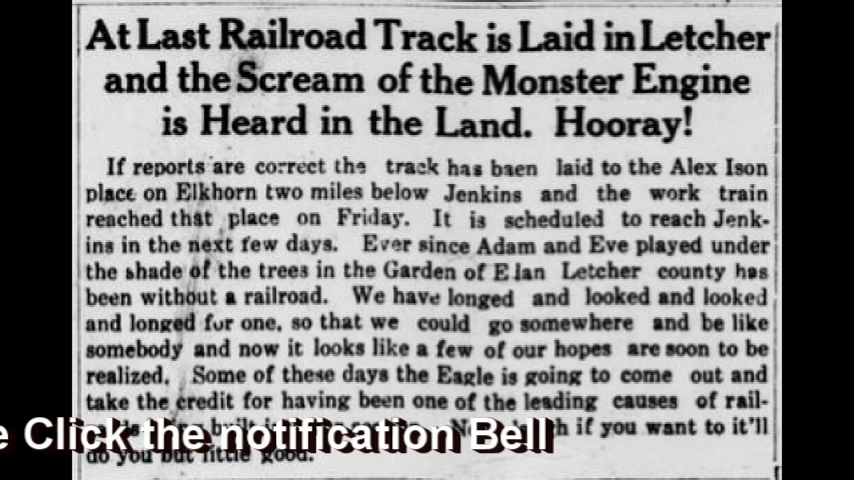 At Last Railroad Track is Laid in Letcher
and the Scream of the Monster Engine
is Heard in the Land. Hooray!
If reports are correct the track has baen laid to the Alex Ison
place on Elkhorn two miles below Jenkins and the work train
reached that place on Friday. It is scheduled to reach Jenk-
ins in the next few days. Ever since Adam and Eve played under
the shade of the trees in the Garden of Elan Letcher county has
been without a railroad. We have longed and looked and looked
and longed for one, so that we could go somewhere and be like
somebody and now it looks like a few of our hopes are soon to be
realized. Some of these days the Eagle is going to come out and
take the credit for having been one of the leading causes of rail-
if you want to it'll
do you but little good.
e Click the notification Bell